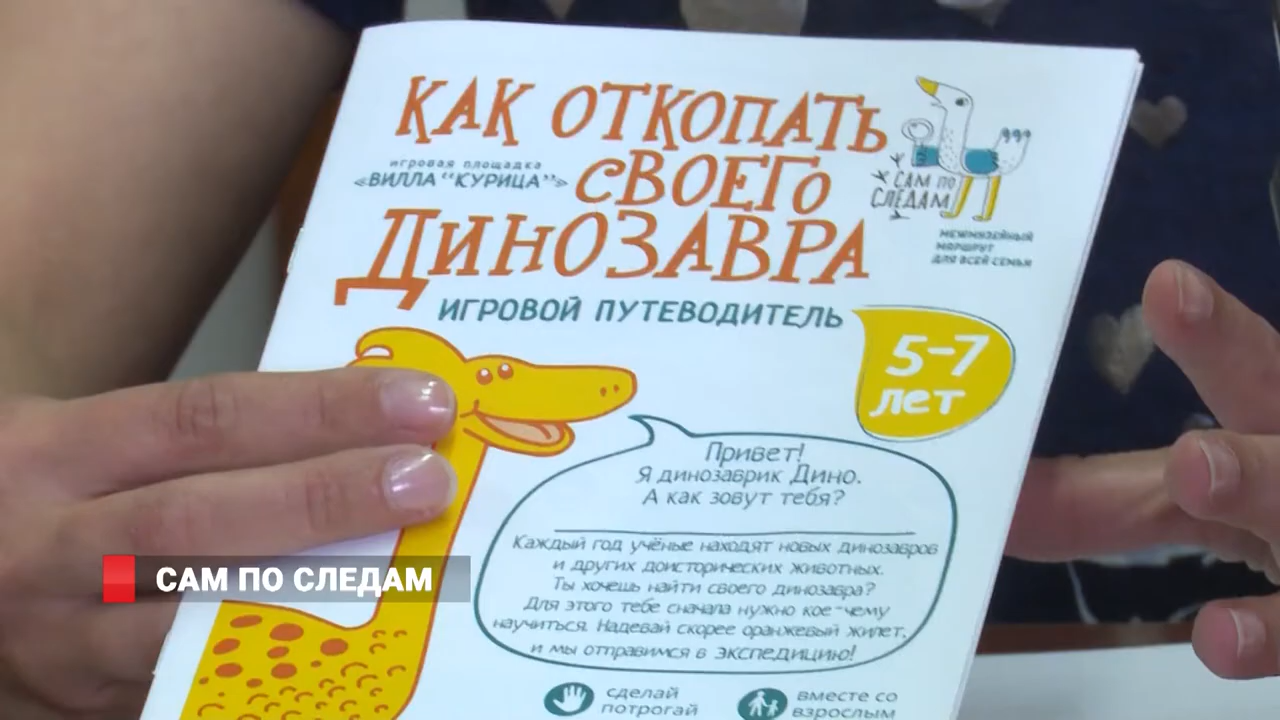 КАК ОТКОПАТЬ
игровая площадка
«ВИЛЛА "КУРИЦА"»
СВОЕГО
ДИНОЗАВРА
ИГРОВОЙ ПУТЕВОДИТЕЛЬ
САМ ПО
СЛЕДАМ
МЕЖМУЗЕЙНЫЙ
МАРШРУТ
ДЛЯ ВСЕЙ СЕМЬИ
5-7
лет
Привет!
Я динозаврик Дино.
А как зовут тебя?
Каждый год учёные находят новых динозавров
и других доисторических животных.
Ты хочешь найти своего динозавра?
Для этого тебе сначала нужно кое-чему
научиться. Надевай скорее оранжевый жилет,
и мы отправимся в ЭКСПЕДИЦИЮ!
сделай
потрогай
вместе со
взрослым
САМ ПО СЛЕДАМ